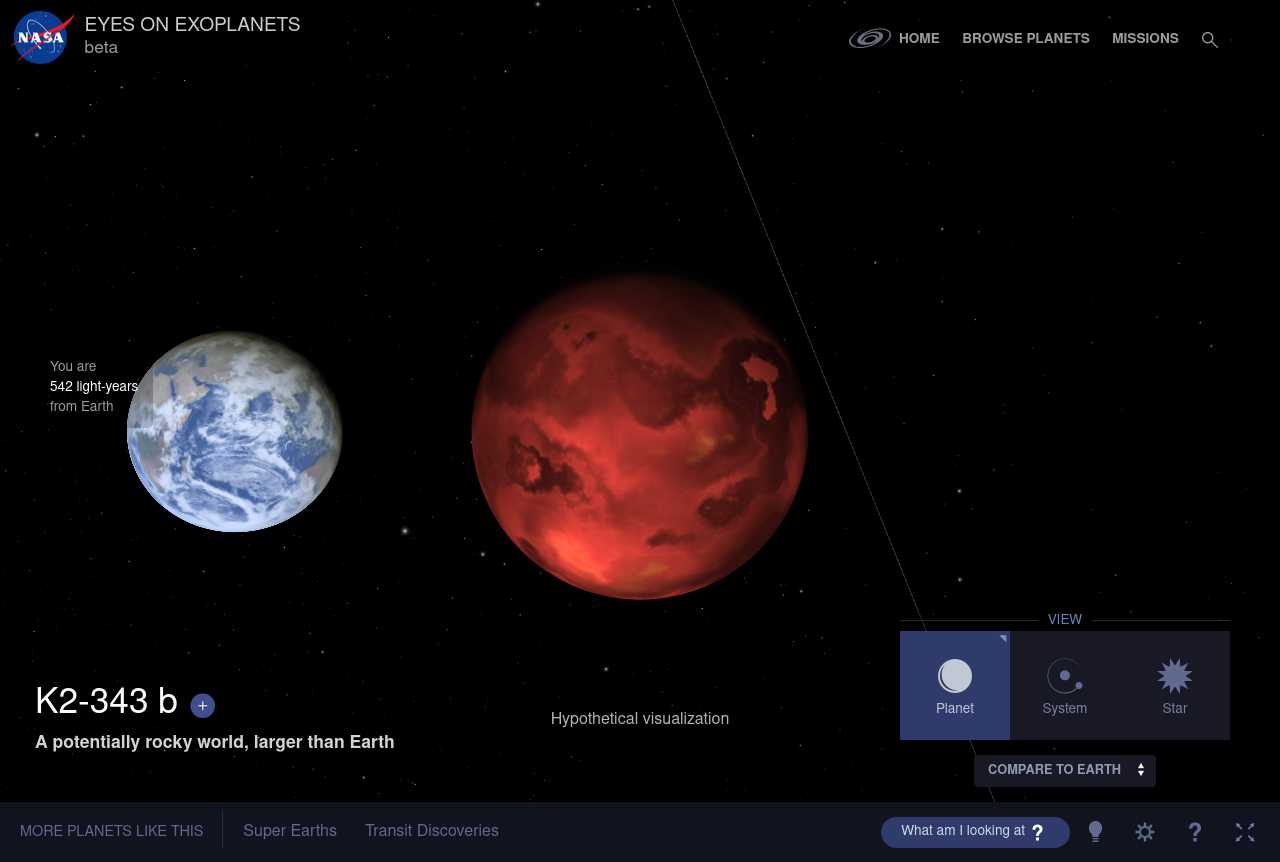 NASA
EYES ON EXOPLANETS
beta
HOME
BROWSE PLANETS
MISSIONS
You are
542 light-years
from Earth
VIEW
Planet
System
Star
K2-343 b +
A potentially rocky world, larger than Earth
Hypothetical visualization
COMPARE TO EARTH
MORE PLANETS LIKE THIS
Super Earths
Transit Discoveries
What am I looking at ?
?